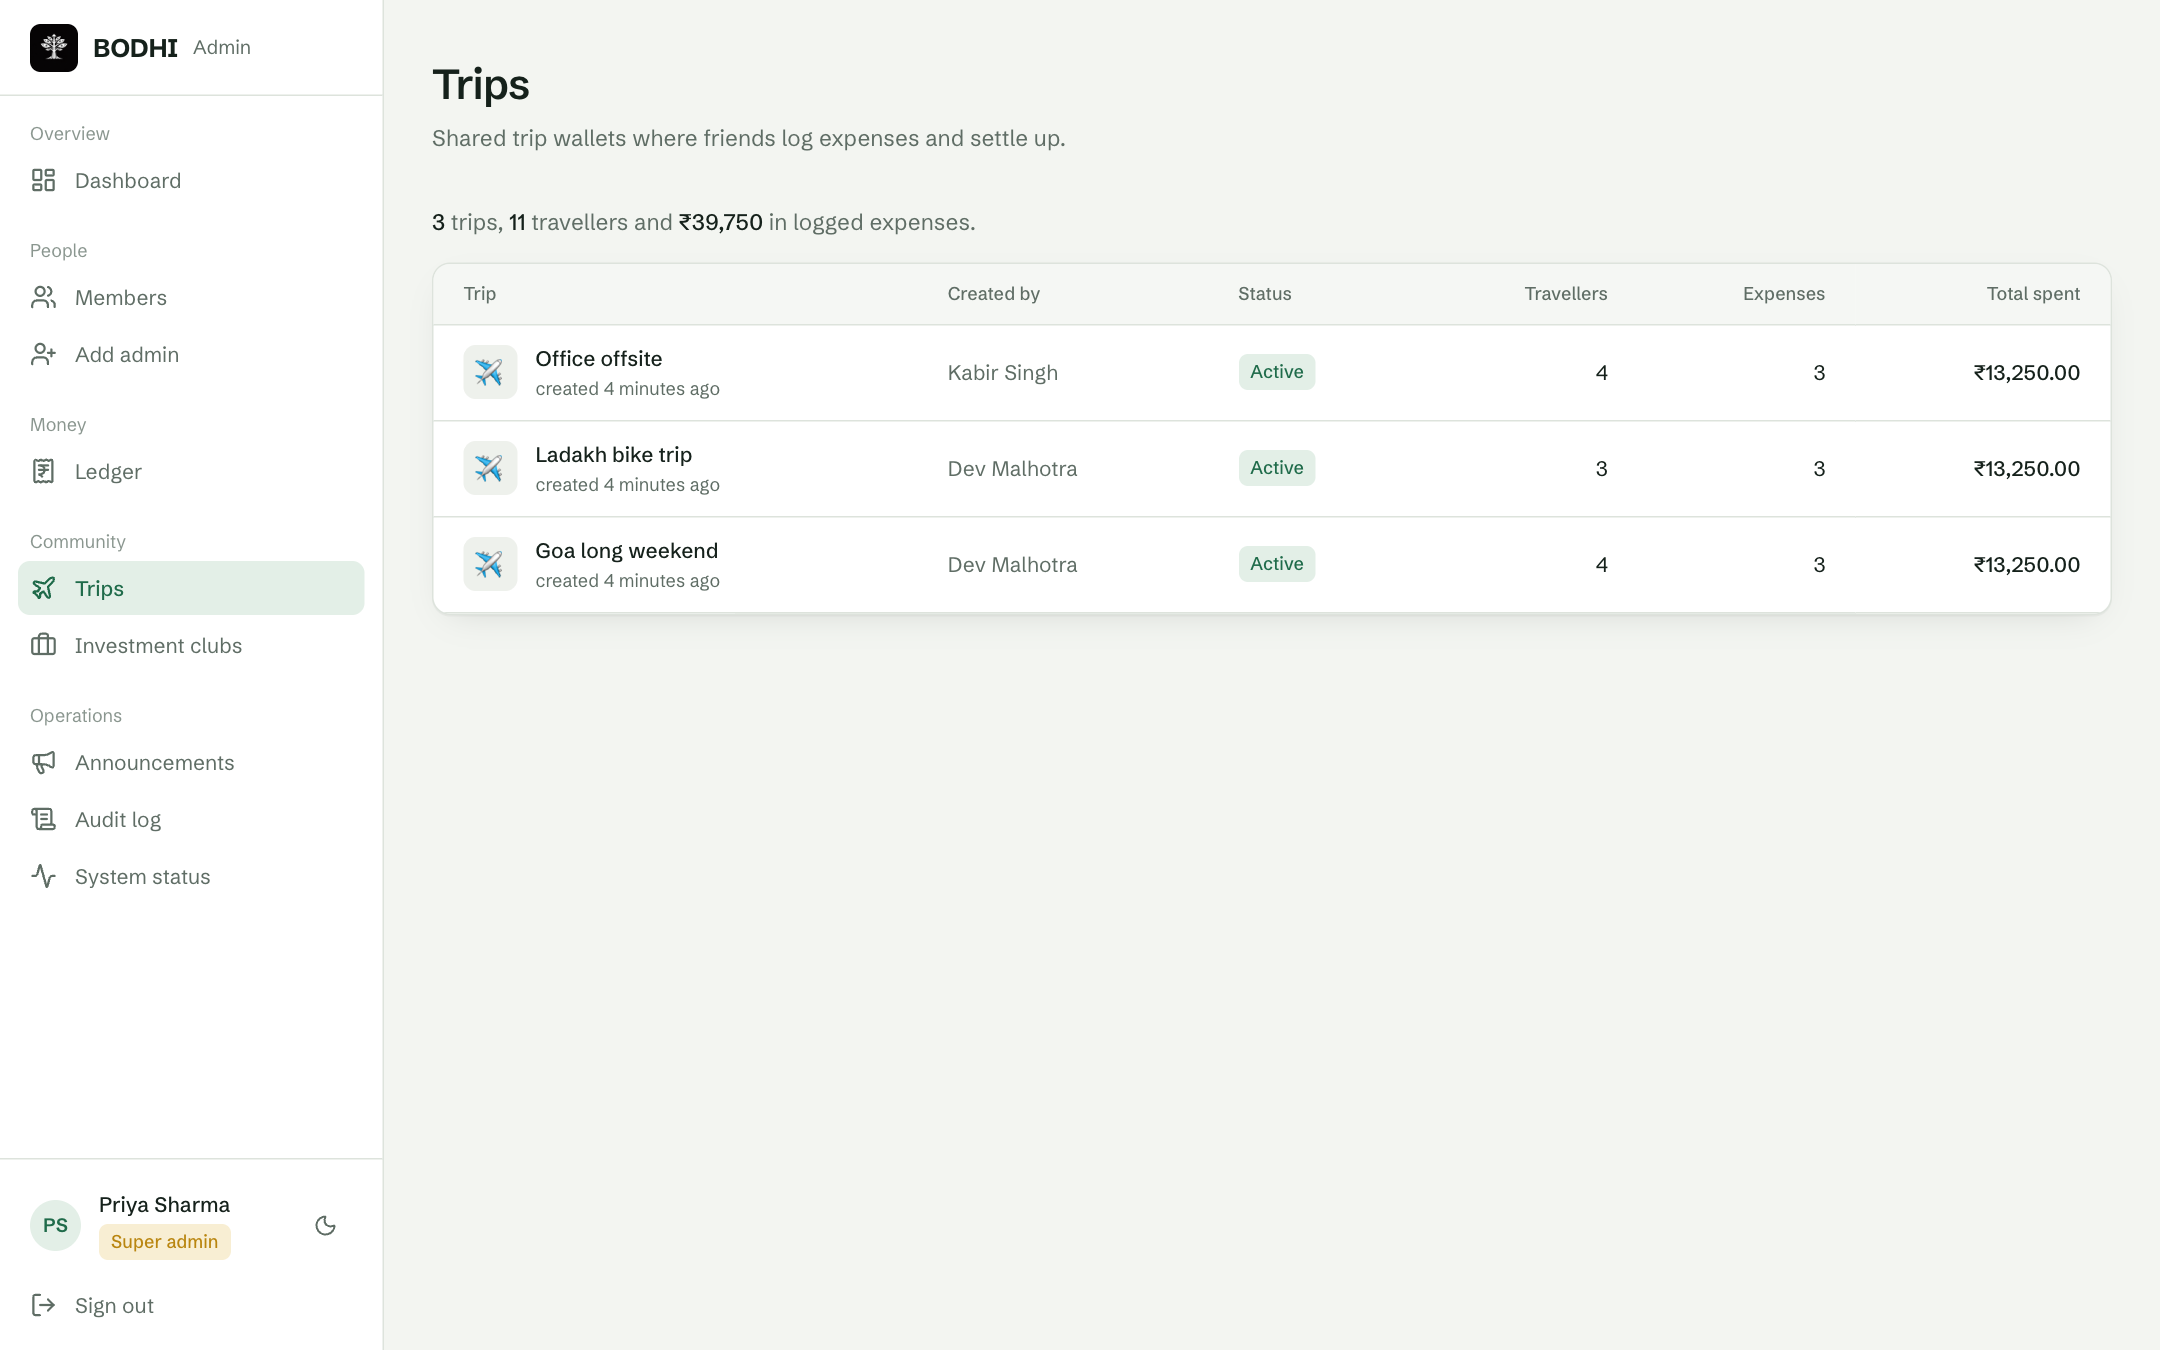 BODHI Admin
Overview
Dashboard
People
Members
Add admin
Money
Ledger
Community
Trips
Investment clubs
Operations
Announcements
Audit log
System status
PS
Priya Sharma
Super admin
Sign out
Trips
Shared trip wallets where friends log expenses and settle up.
3 trips, 11 travellers and ₹39,750 in logged expenses.
Trip Created by Status Travellers Expenses Total spent
Office offsite
created 4 minutes ago
Kabir Singh Active 4 3 ₹13,250.00
Ladakh bike trip
created 4 minutes ago
Dev Malhotra Active 3 3 ₹13,250.00
Goa long weekend
created 4 minutes ago
Dev Malhotra Active 4 3 ₹13,250.00